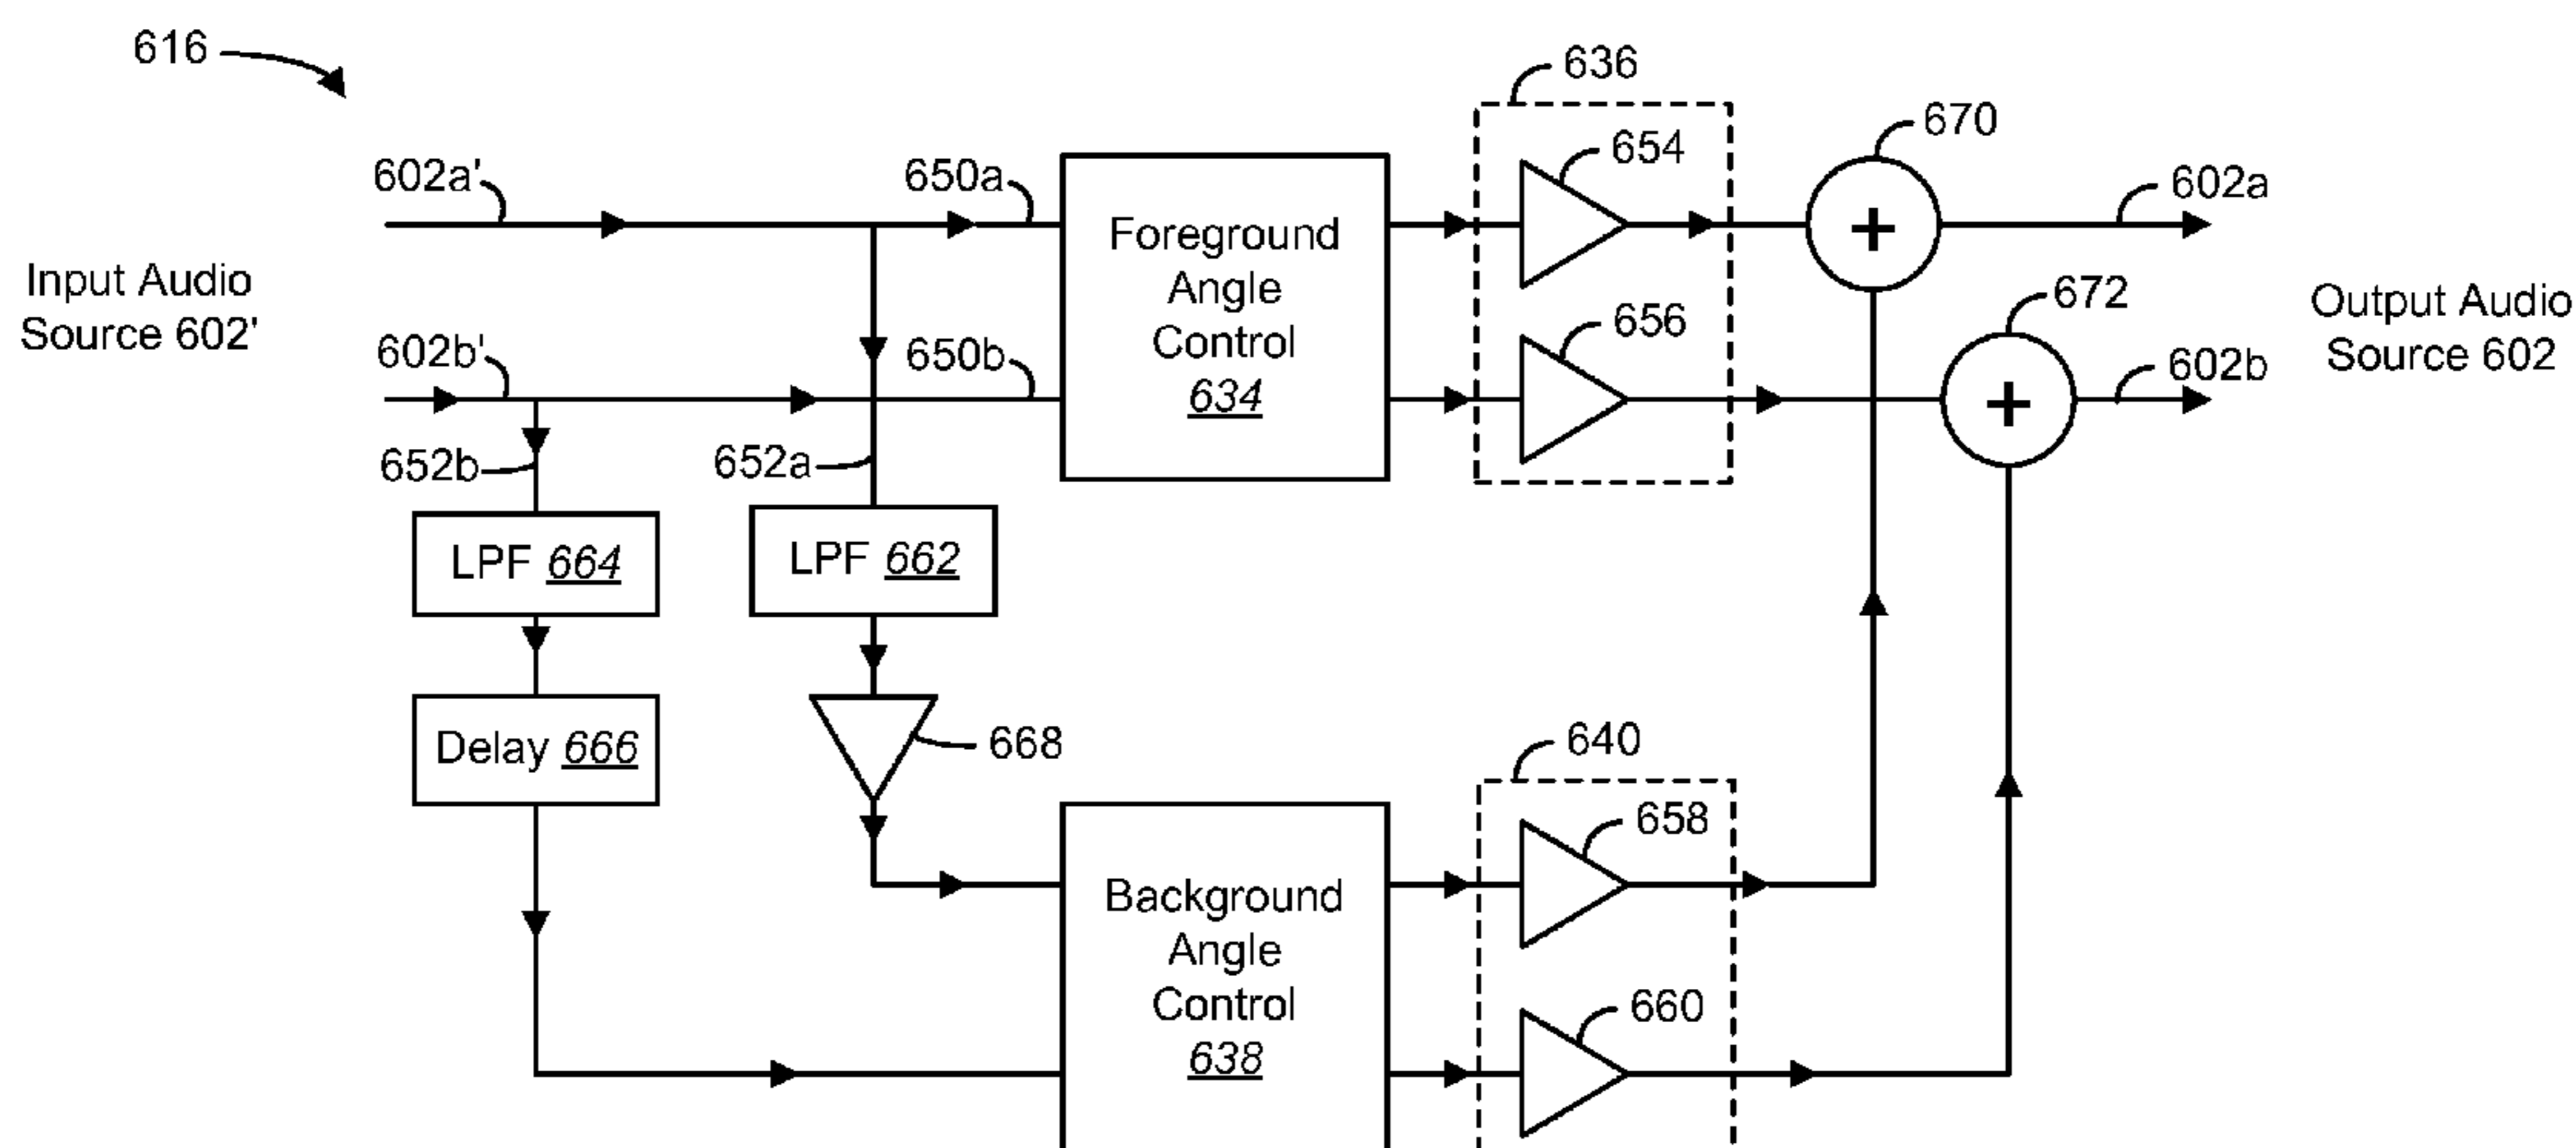 616
636
670
654
602a'
650a
602a
Foreground
Angle
Control
634
+
Input Audio
Source 602'
672
Output Audio
Source 602
656
602b'
650b
602b
+
652b
652a
LPF 664
LPF 662
Delay 666
668
640
658
Background
Angle
Control
638
660